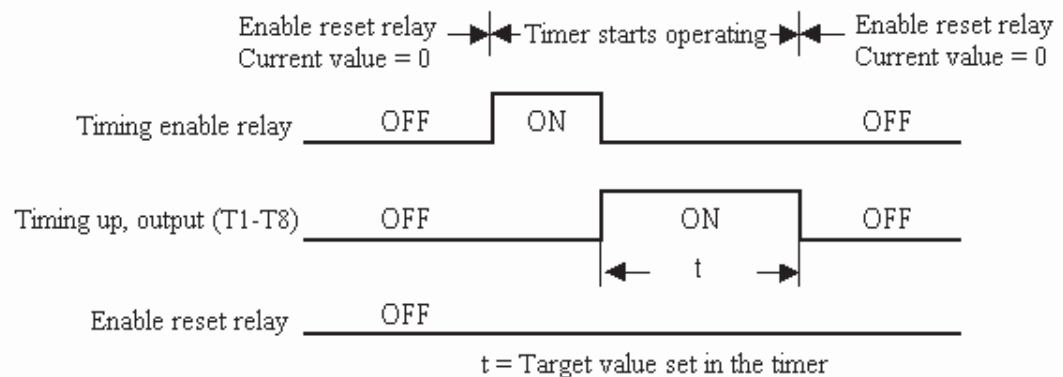 Enable reset relay
Current value = 0
Timer starts operating
Enable reset relay
Current value = 0
Timing enable relay
OFF
ON
OFF
Timing up, output (T1-T8)
OFF
ON
OFF
t
Enable reset relay
OFF
t = Target value set in the timer